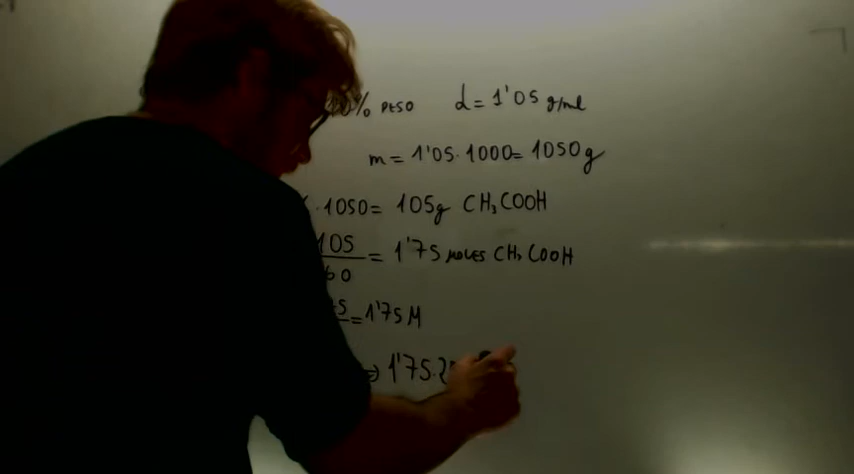 % PESO d = 1'05 g/ml
m = 1'05 · 1000 = 1050 g
· 1050 = 105 g CH₃COOH
105 / 60 = 1'75 MOLES CH₃COOH
= 1'75 M
⇒ 1'75 · 2